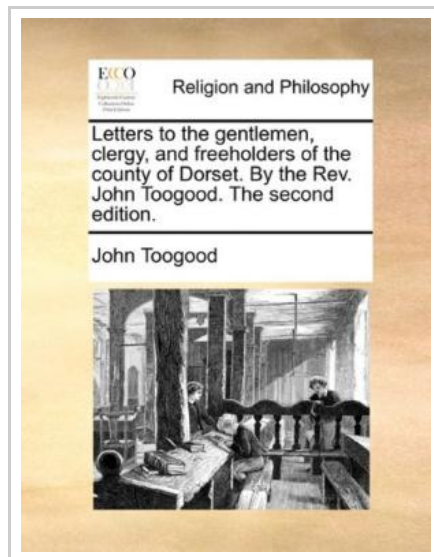 ECCO
Religion and Philosophy
Letters to the gentlemen,
clergy, and freeholders of the
county of Dorset. By the Rev.
John Toogood. The second
edition.
John Toogood